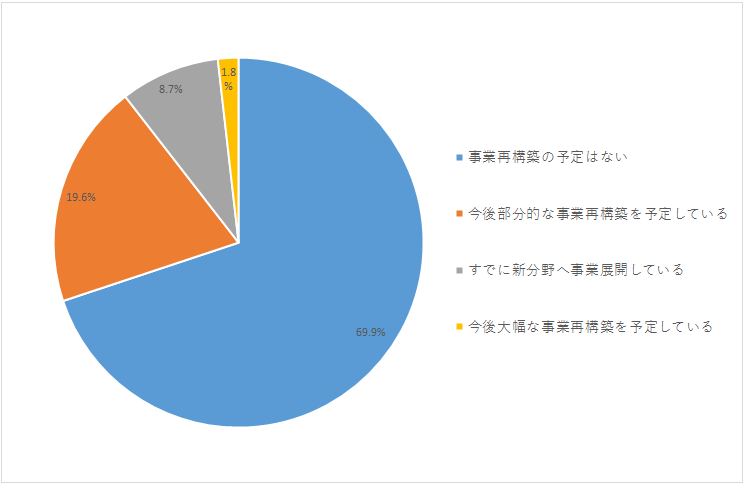 1.8
%
8.7%
19.6%
69.9%
事業再構築の予定はない
今後部分的な事業再構築を予定している
すでに新分野へ事業展開している
今後大幅な事業再構築を予定している